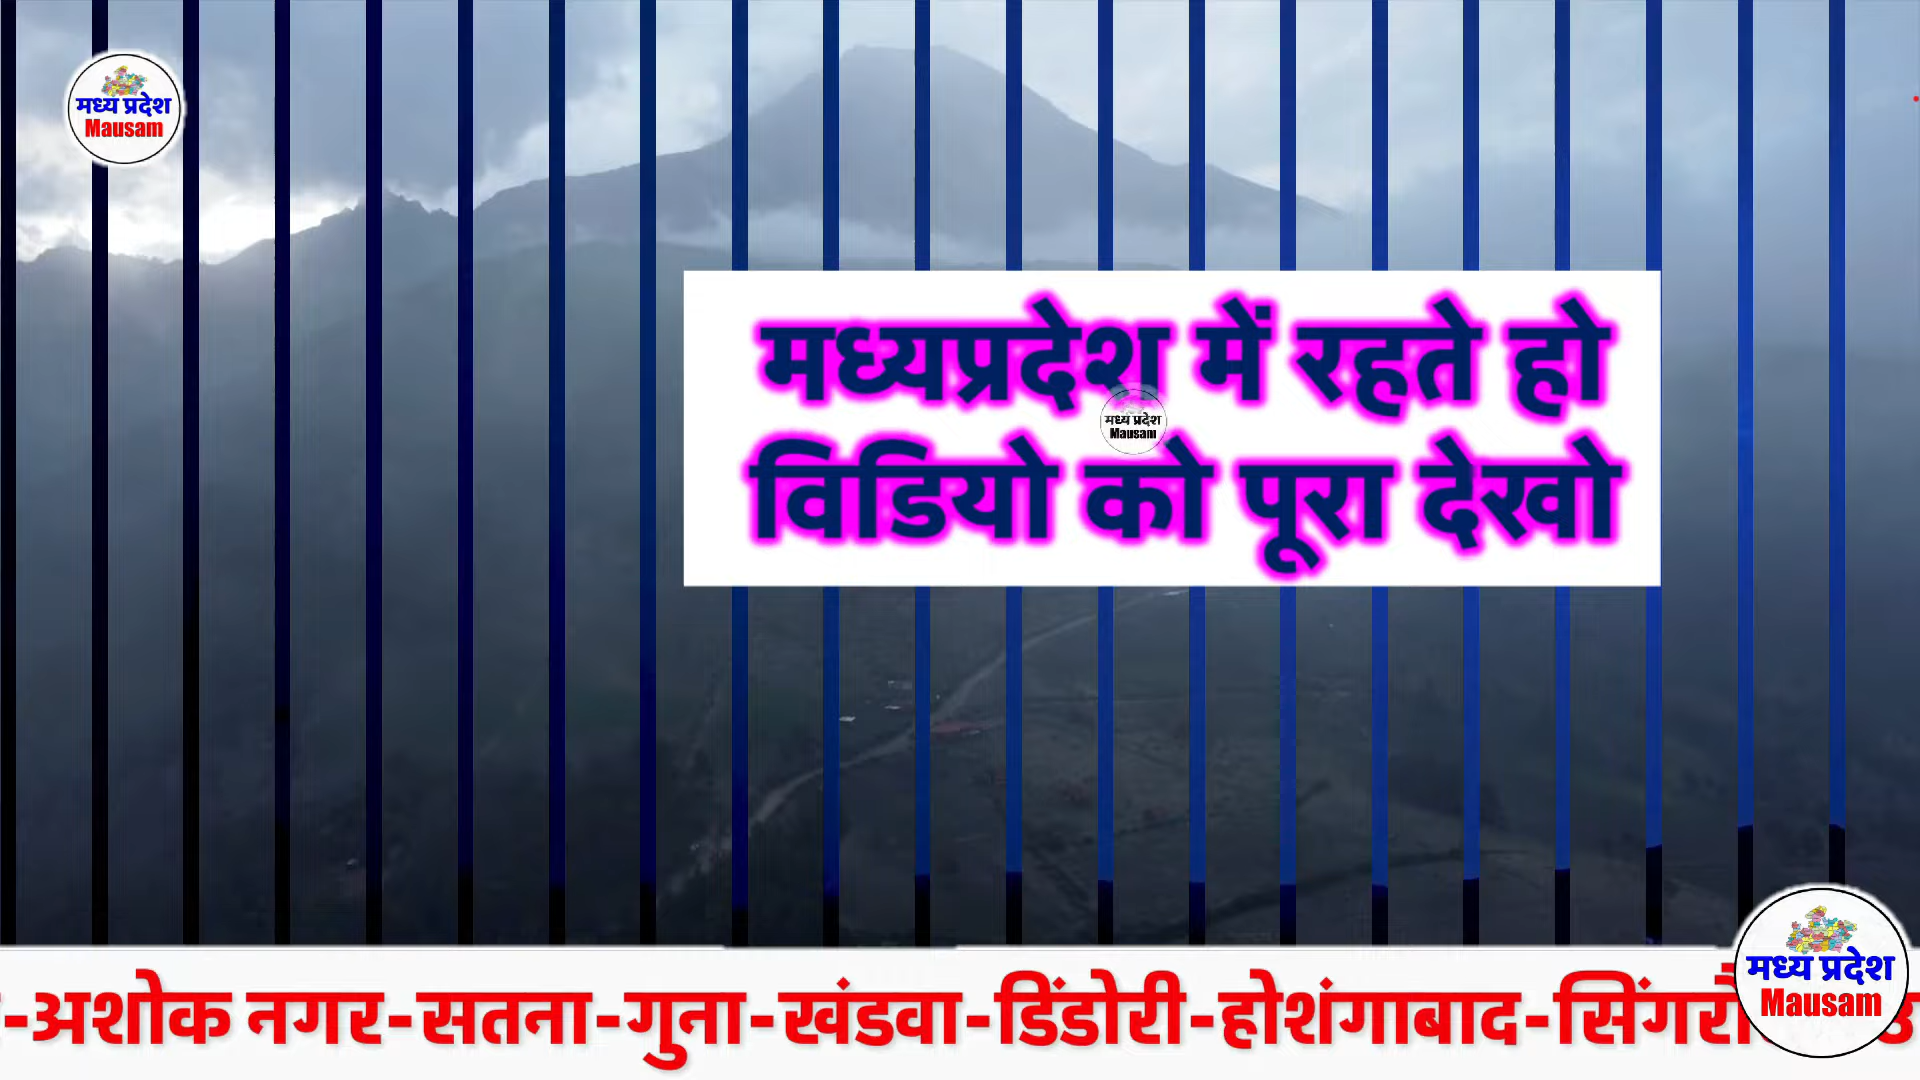 मध्य प्रदेश
Mausam
मध्यप्रदेश में रहते हो
मध्य प्रदेश
Mausam
विडियो को पूरा देखो
-अशोक नगर-सतना-गुना-खंडवा-डिंडोरी-होशंगाबाद-
मध्य प्रदेश
Mausam